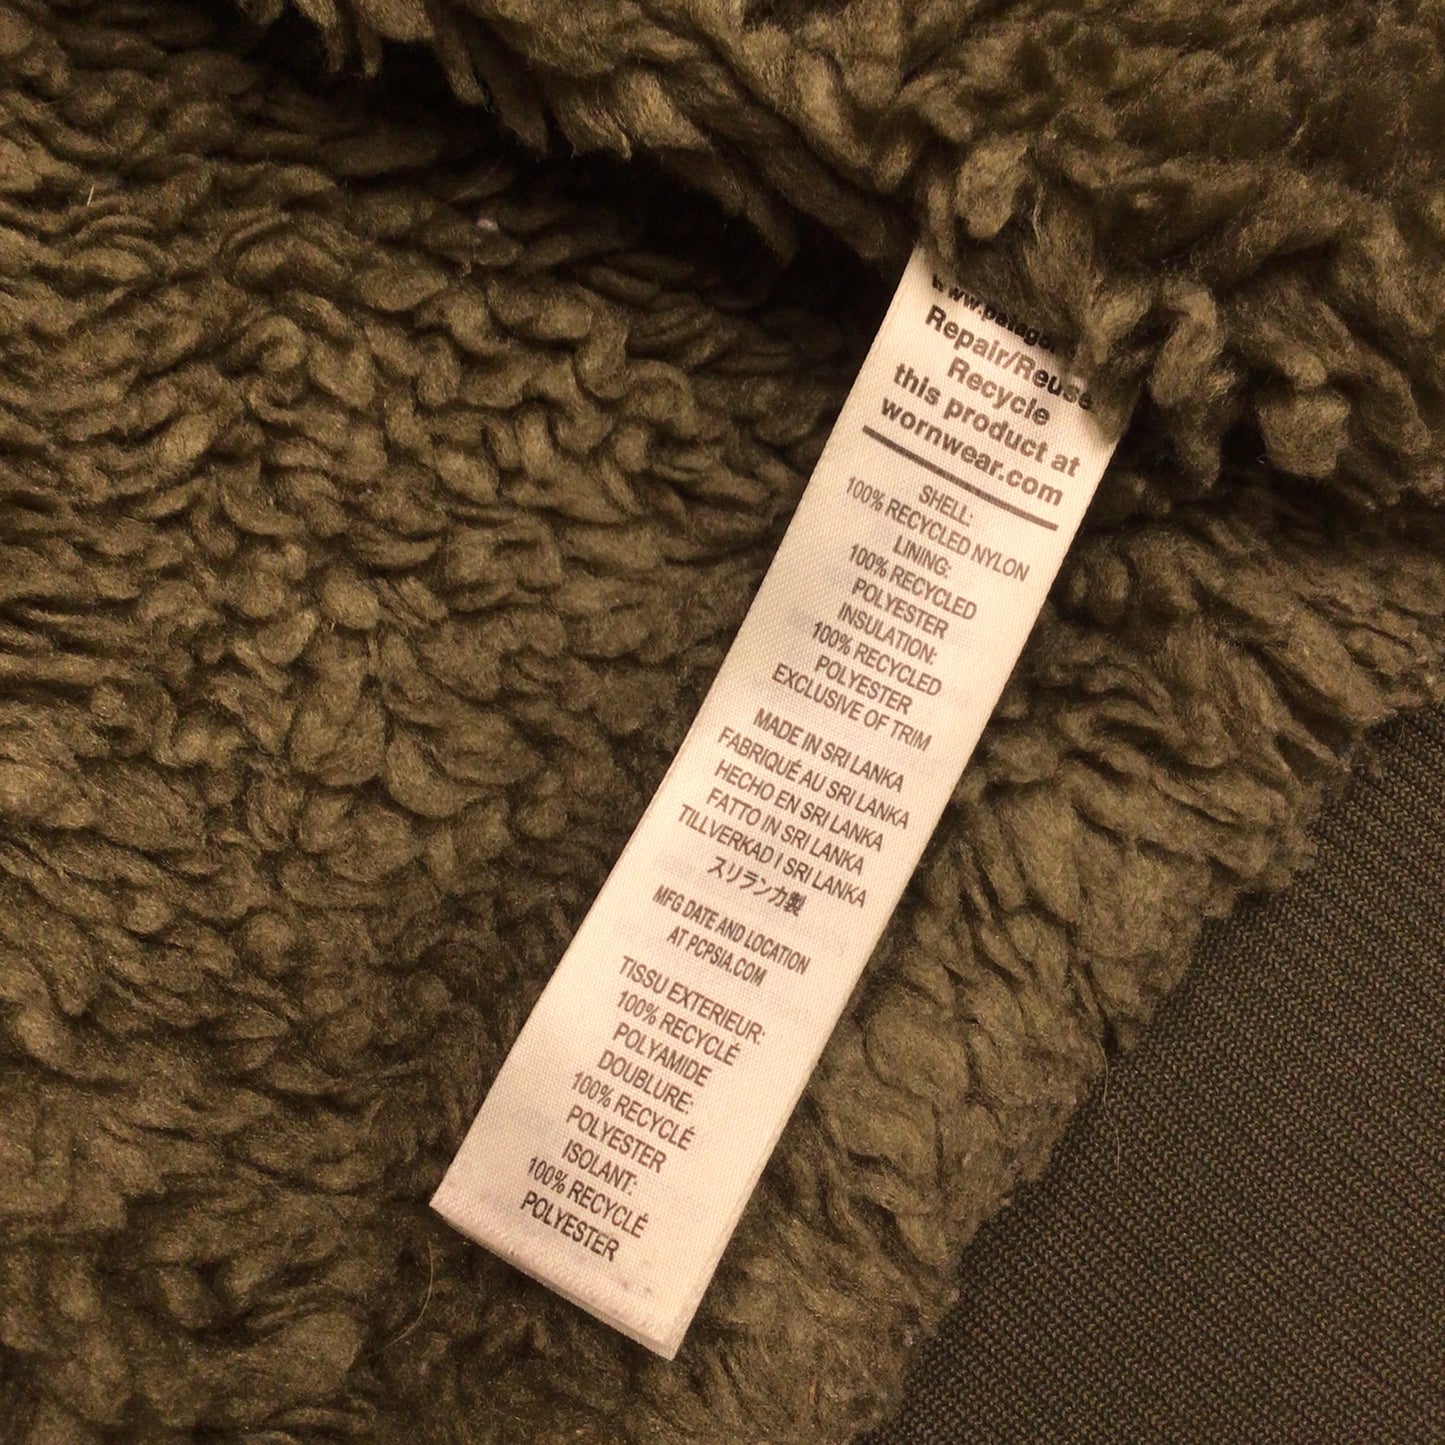 Repair/Reuse
Recycle
this product at
wornwear.com
SHELL:
100% RECYCLED NYLON
LINING:
100% RECYCLED
POLYESTER
INSULATION:
100% RECYCLED
POLYESTER
EXCLUSIVE OF TRIM
MADE IN SRI LANKA
FABRIQUÉ AU SRI LANKA
HECHO EN SRI LANKA
FATTO IN SRI LANKA
TILLVERKAD I SRI LANKA
スリランカ製
MFG DATE AND LOCATION
AT PCPSIA.COM
TISSU EXTERIEUR:
100% RECYCLÉ
POLYAMIDE
DOUBLURE:
100% RECYCLÉ
POLYESTER
ISOLANT:
100% RECYCLÉ
POLYESTER